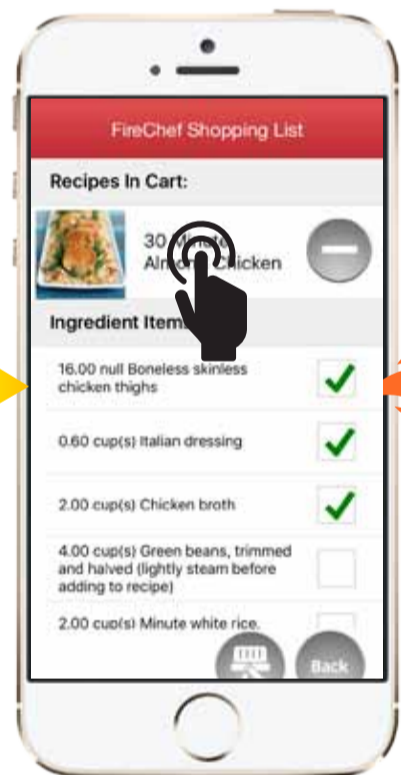 FireChef Shopping List
Recipes In Cart:
30 Minute
Almond Chicken
Ingredient Items
16.00 null Boneless skinless
chicken thighs
0.60 cup(s) Italian dressing
2.00 cup(s) Chicken broth
4.00 cup(s) Green beans, trimmed
and halved (lightly steam before
adding to recipe)
2.00 cup(s) Minute white rice,
Back